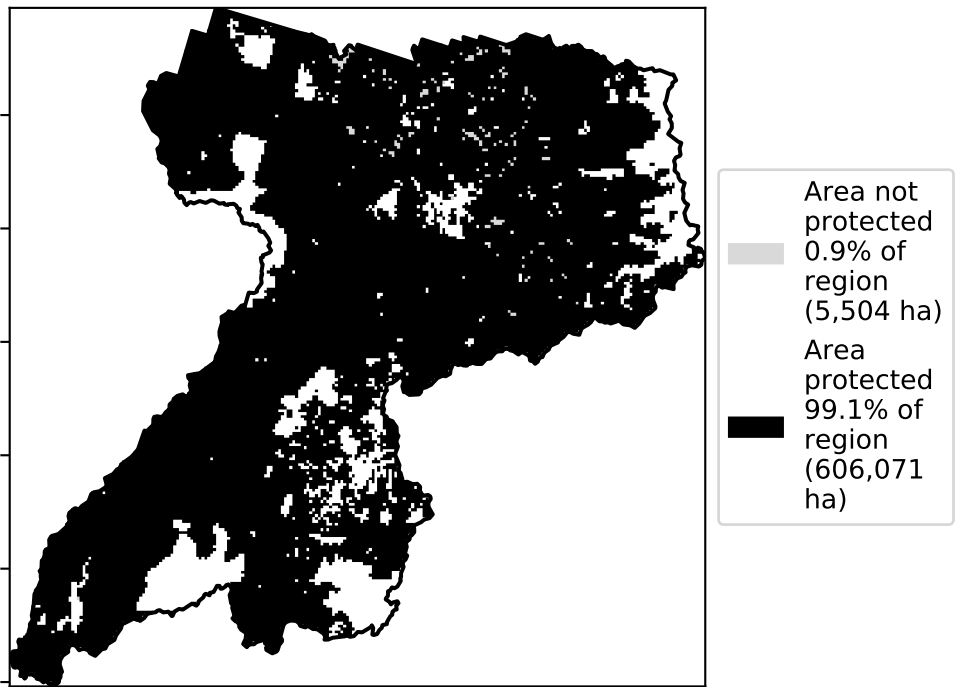 Area not
protected
0.9% of
region
(5,504 ha)
Area
protected
99.1% of
region
(606,071
ha)